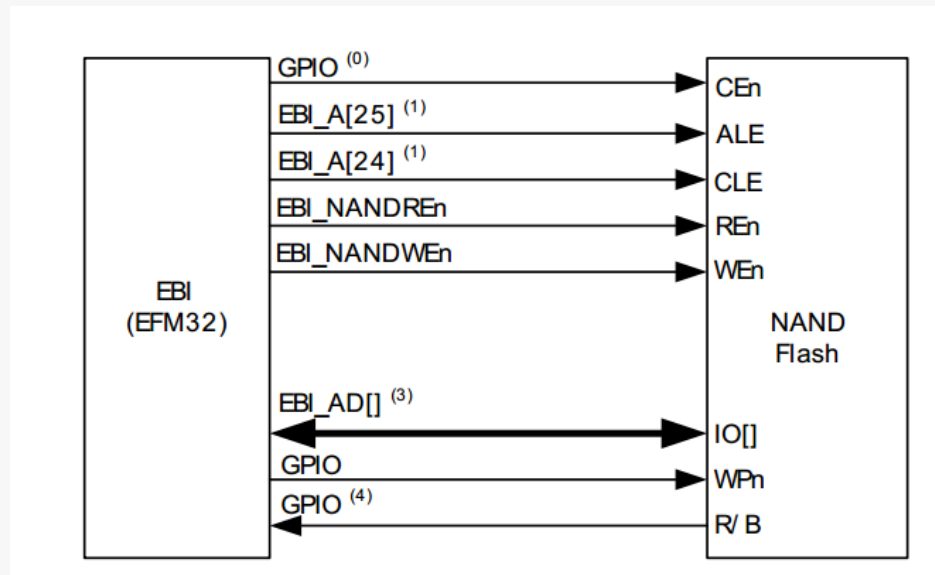 GPIO (0)
CEn
EBI_A[25] (1)
ALE
EBI_A[24] (1)
CLE
EBI_NANDREn
REn
EBI_NANDWEn
WEn
EBI
(EFM32)
NAND
Flash
EBI_AD[] (3)
IO[]
GPIO
WPn
GPIO (4)
R/ B